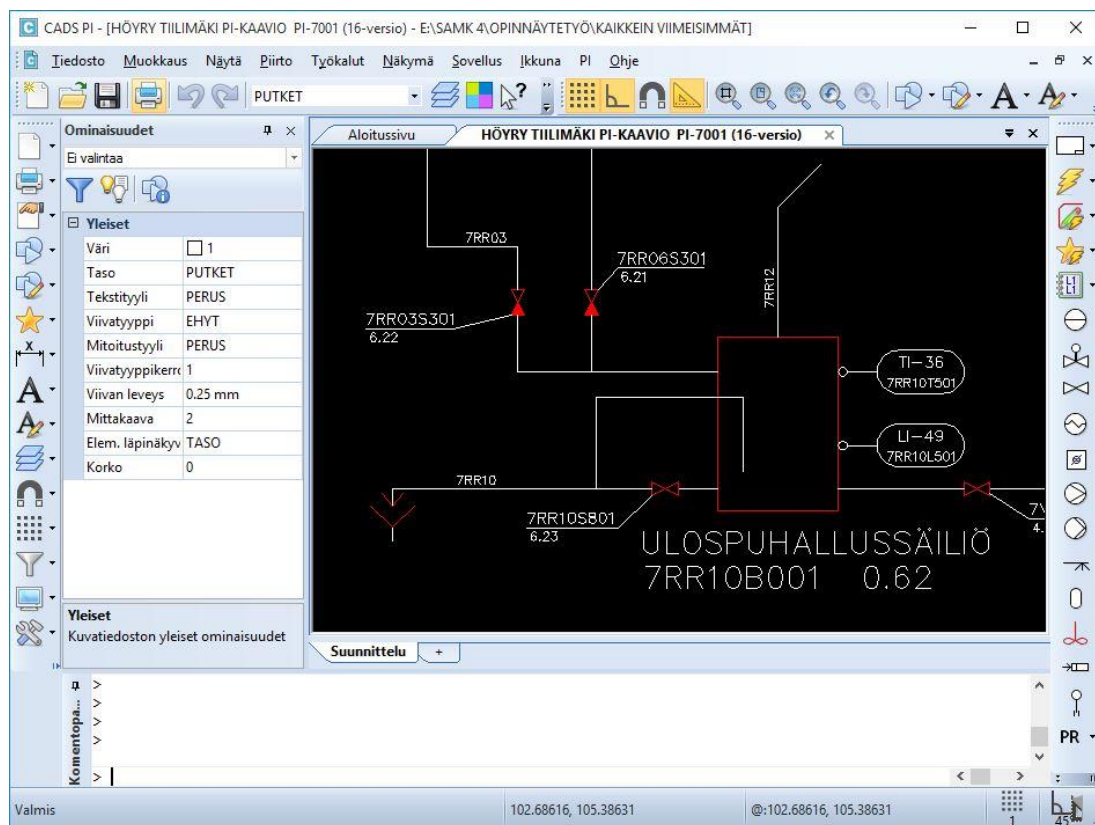 CADS PI - [HÖYRY TIILIMÄKI PI-KAAVIO PI-7001 (16-versio) - E:\SAMK 4\OPINNÄYTETYÖ\KAIKKEIN VIIMEISIMMÄT]
Tiedosto Muokkaus Näytä Piirto Työkalut Näkymä Sovellus Ikkuna PI Ohje
PUTKET
Ominaisuudet
Ei valintaa
Yleiset
Väri 1
Taso PUTKET
Tekstityyli PERUS
Viivatyyppi EHYT
Mitoitustyyli PERUS
Viivatyyppikerro 1
Viivan leveys 0.25 mm
Mittakaava 2
Elem. läpinäkyv TASO
Korko 0
Yleiset
Kuvatiedoston yleiset ominaisuudet
Aloitussivu HÖYRY TIILIMÄKI PI-KAAVIO PI-7001 (16-versio)
7RR03
7RR06S301
6.21
7RR12
7RR03S301
6.22
TI-36
7RR10T501
LI-49
7RR10L501
7RR10
7RR10S801
6.23
ULOSPUHALLUSSÄILIÖ
7RR10B001 0.62
Suunnittelu +
Komentopa...
>
>
>
>
>
PR
Valmis 102.68616, 105.38631 @:102.68616, 105.38631 1 45°